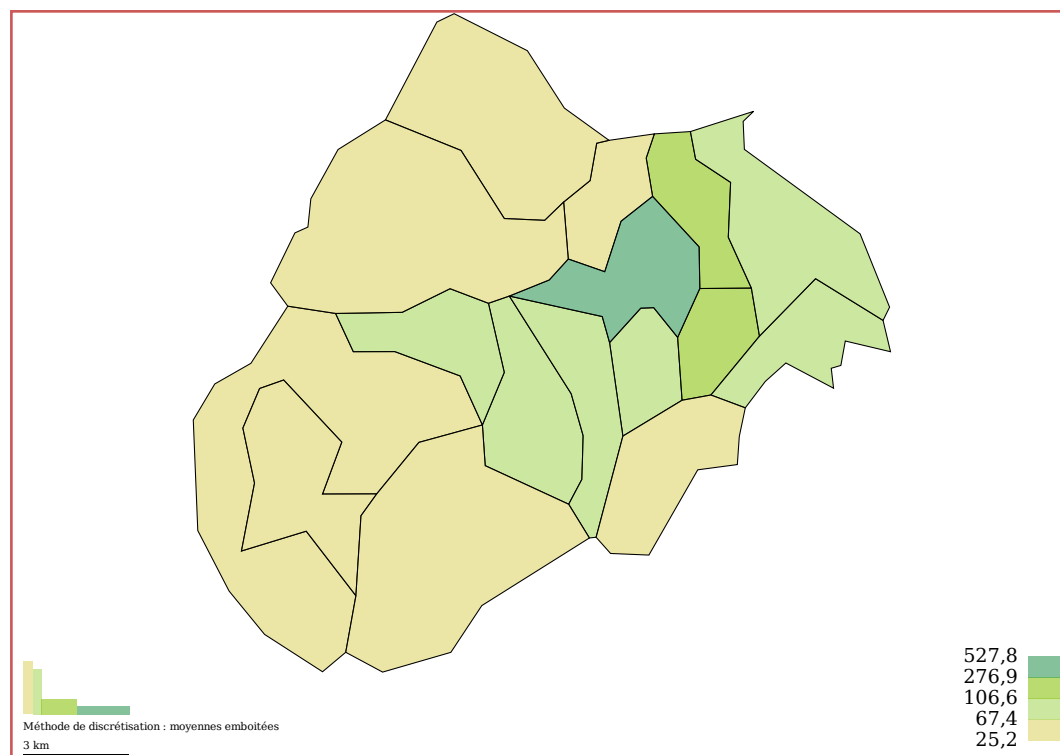 527,8
276,9
106,6
67,4
25,2
Méthode de discrétisation : moyennes emboitées
3 km